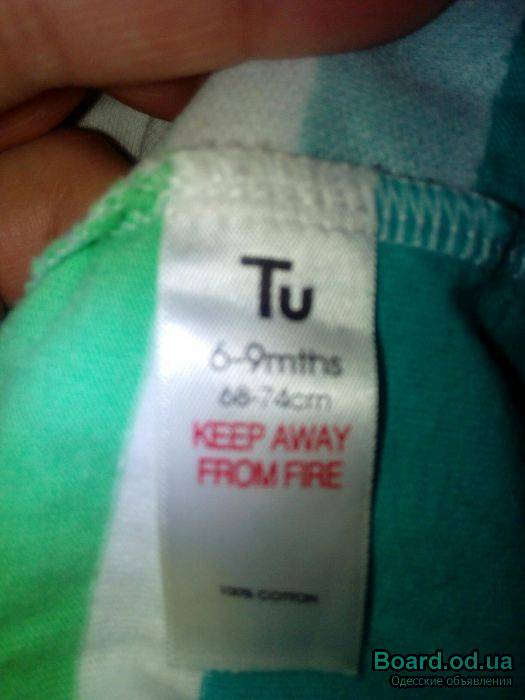 Tu
6-9mths
68-74cm
KEEP AWAY
FROM FIRE
100% COTTON
Board.od.ua
Одесские объявления